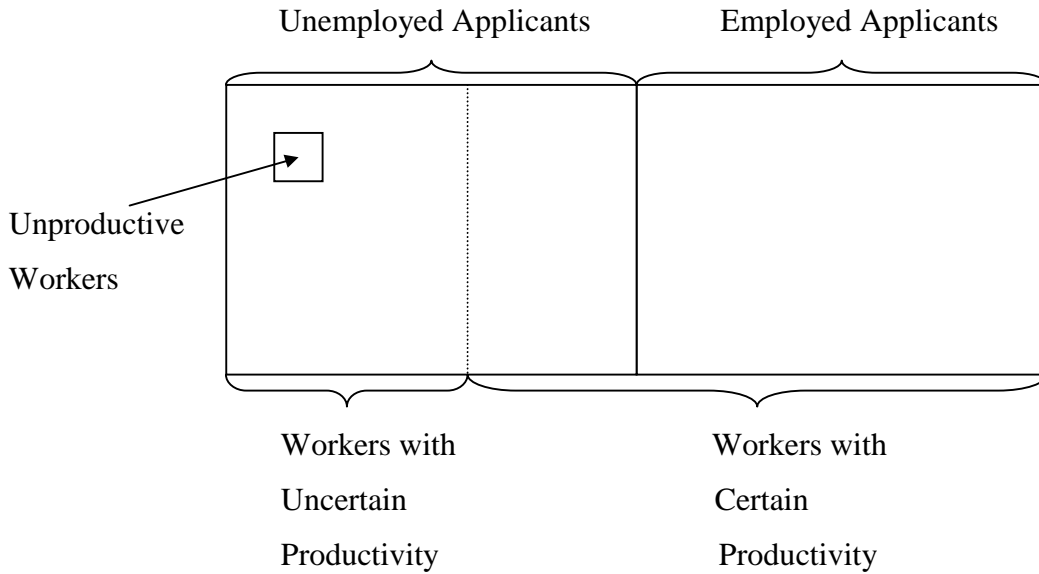 Unemployed Applicants
Employed Applicants
Unproductive
Workers
Workers with
Uncertain
Productivity
Workers with
Certain
Productivity